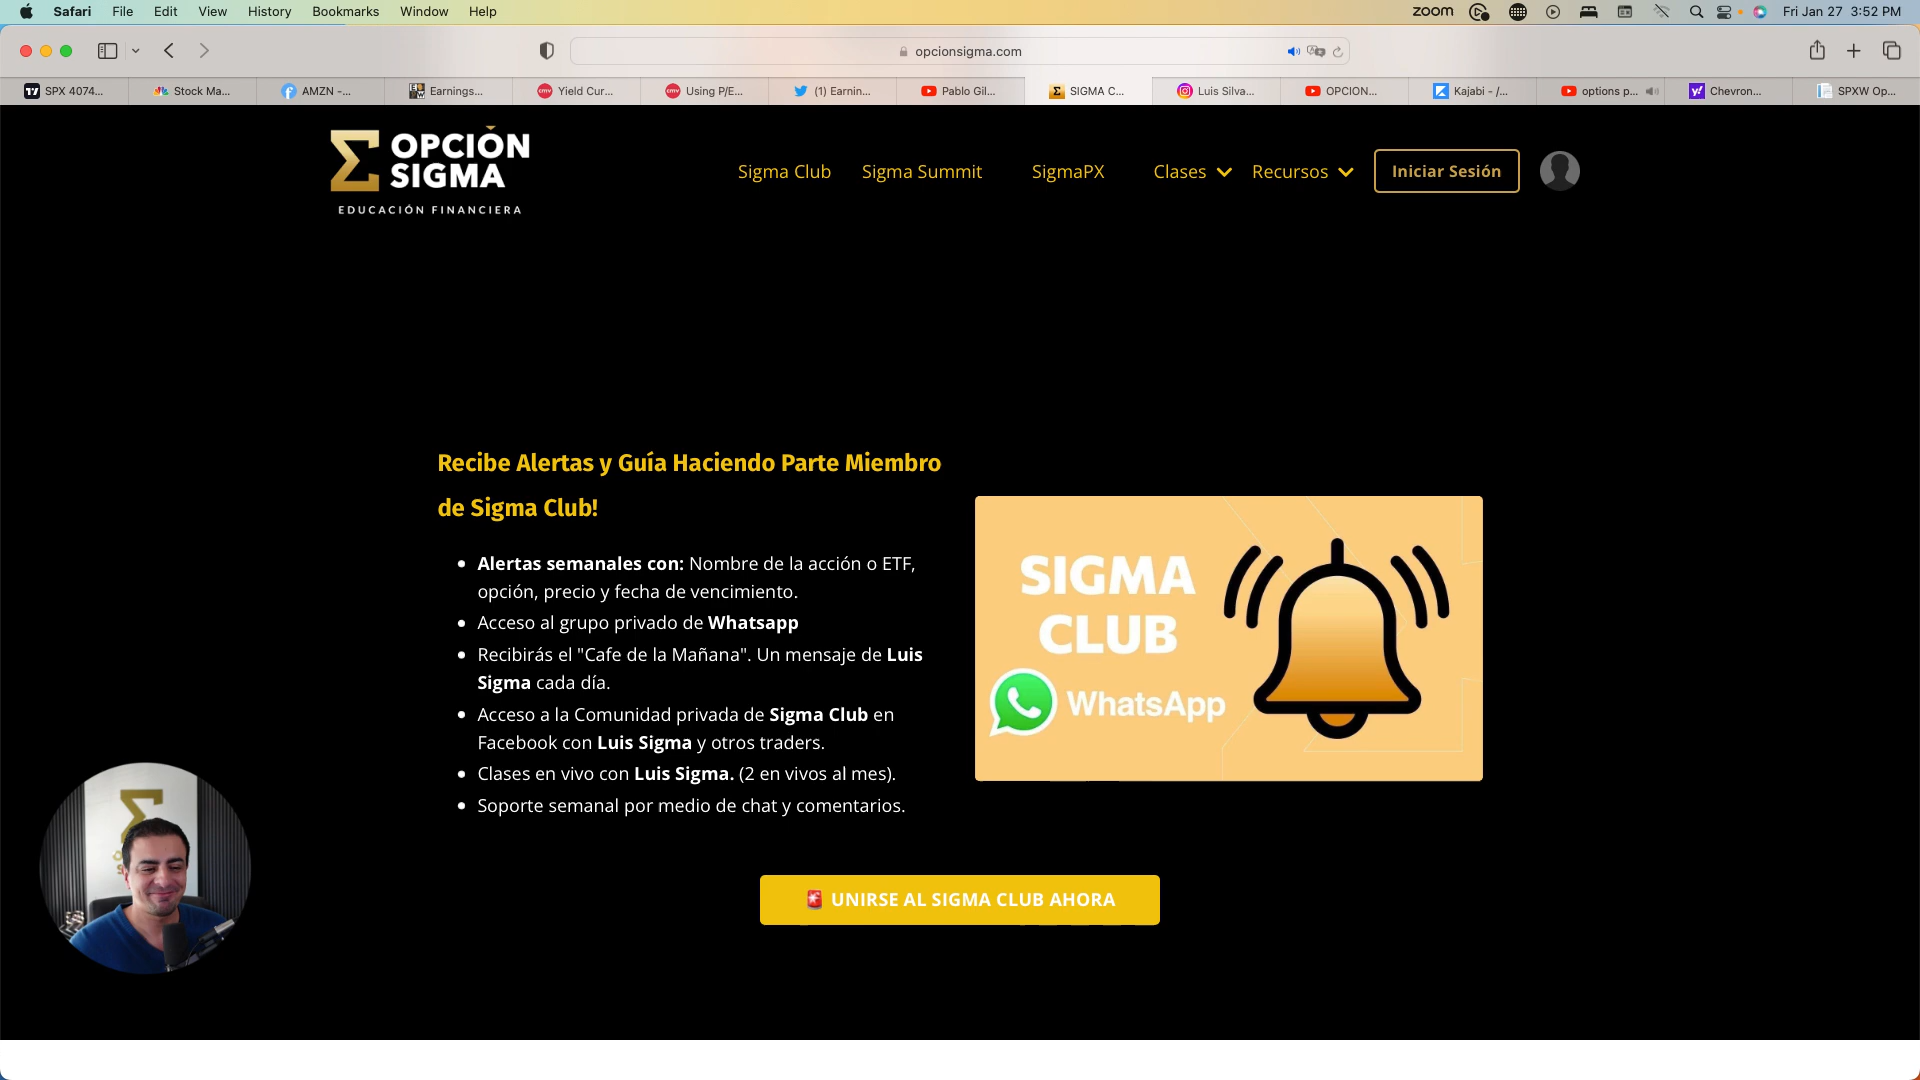 Safari File Edit View History Bookmarks Window Help zoom Fri Jan 27 3:52 PM
opcionsigma.com
SPX 4074... Stock Ma... AMZN -... Earnings... Yield Cur... Using P/E... (1) Earnin... Pablo Gil... SIGMA C... Luis Silva... OPCION... Kajabi - /... options p... Chevron... SPXW Op...
OPCIÓN
SIGMA
EDUCACIÓN FINANCIERA
Sigma Club Sigma Summit SigmaPX Clases Recursos Iniciar Sesión
Recibe Alertas y Guía Haciendo Parte Miembro
de Sigma Club!
• Alertas semanales con: Nombre de la acción o ETF,
opción, precio y fecha de vencimiento.
• Acceso al grupo privado de Whatsapp
• Recibirás el "Cafe de la Mañana". Un mensaje de Luis
Sigma cada día.
• Acceso a la Comunidad privada de Sigma Club en
Facebook con Luis Sigma y otros traders.
• Clases en vivo con Luis Sigma. (2 en vivos al mes).
• Soporte semanal por medio de chat y comentarios.
SIGMA
CLUB
WhatsApp
🚨 UNIRSE AL SIGMA CLUB AHORA